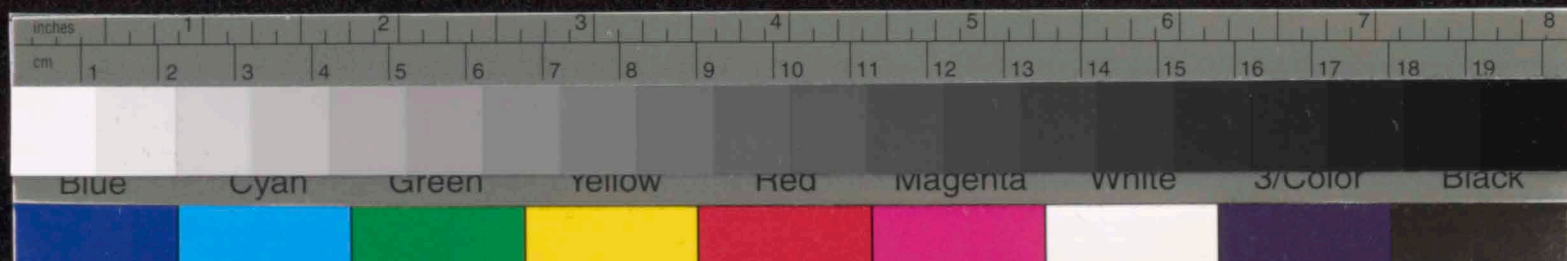 inches 1 2 3 4 5 6 7 8
cm 1 2 3 4 5 6 7 8 9 10 11 12 13 14 15 16 17 18 19
Blue Cyan Green Yellow Red Magenta White 3/Color Black